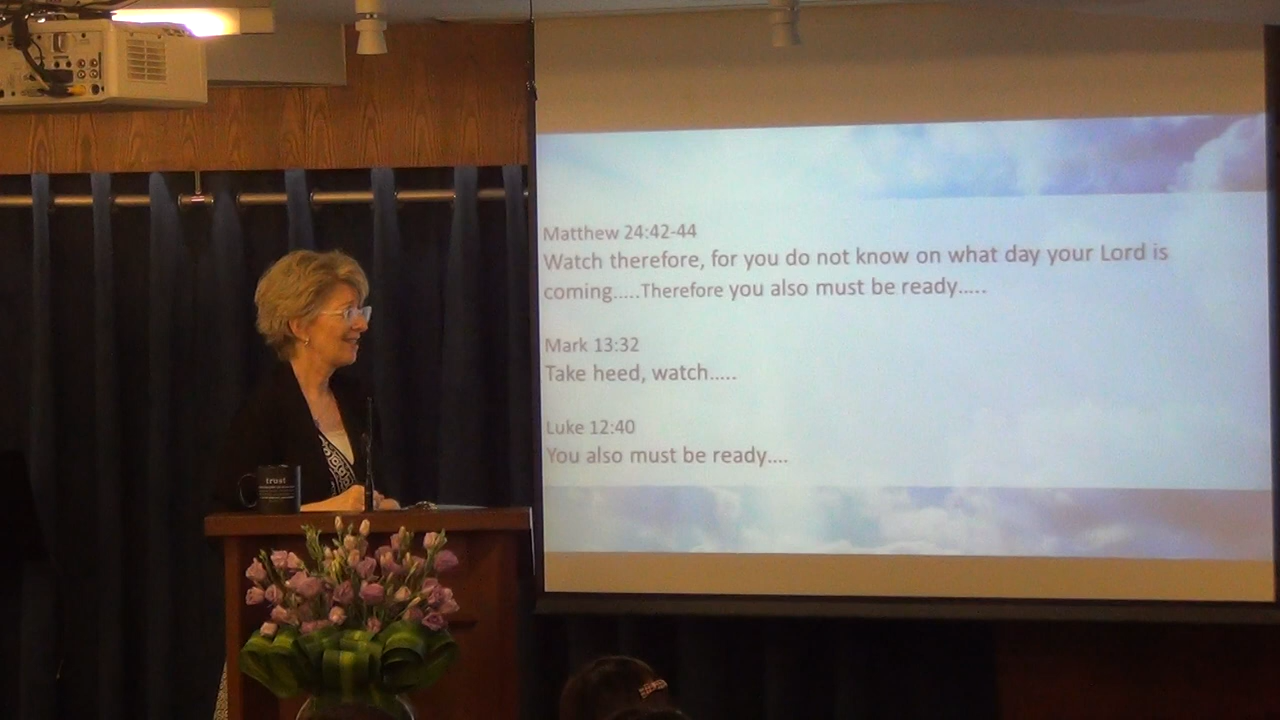 Matthew 24:42-44
Watch therefore, for you do not know on what day your Lord is
coming.....Therefore you also must be ready.....
Mark 13:32
Take heed, watch.....
Luke 12:40
You also must be ready....
trust